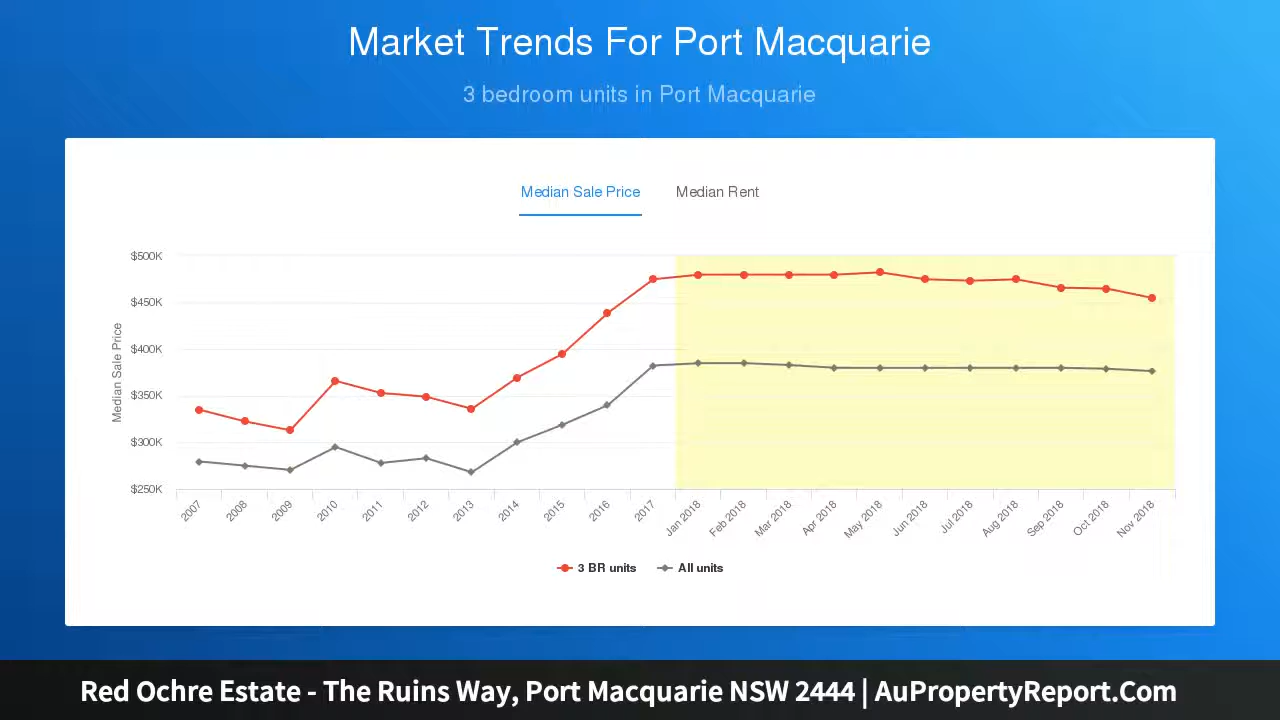 Market Trends For Port Macquarie
3 bedroom units in Port Macquarie
Median Sale Price Median Rent
$500K
$450K
$400K
$350K
$300K
$250K
Median Sale Price
2007 2008 2009 2010 2011 2012 2013 2014 2015 2016 2017 Jan 2018 Feb 2018 Mar 2018 Apr 2018 May 2018 Jun 2018 Jul 2018 Aug 2018 Sep 2018 Oct 2018 Nov 2018
3 BR units All units
Red Ochre Estate - The Ruins Way, Port Macquarie NSW 2444 | AuPropertyReport.Com